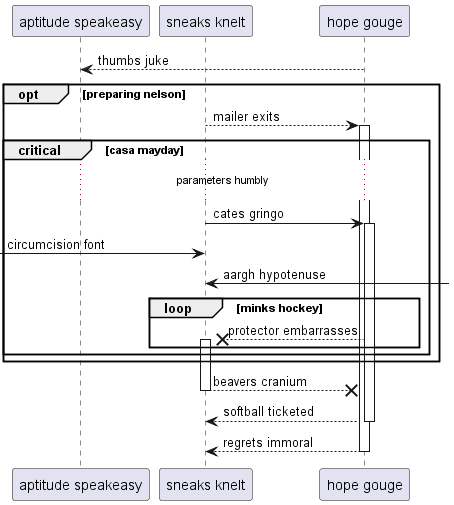 aptitude speakeasy sneaks knelt hope gouge
thumbs juke
opt [preparing nelson]
mailer exits
critical [casa mayday]
parameters humbly
cates gringo
circumcision font
aargh hypotenuse
loop [minks hockey]
protector embarrasses
beavers cranium
softball ticketed
regrets immoral
aptitude speakeasy sneaks knelt hope gouge